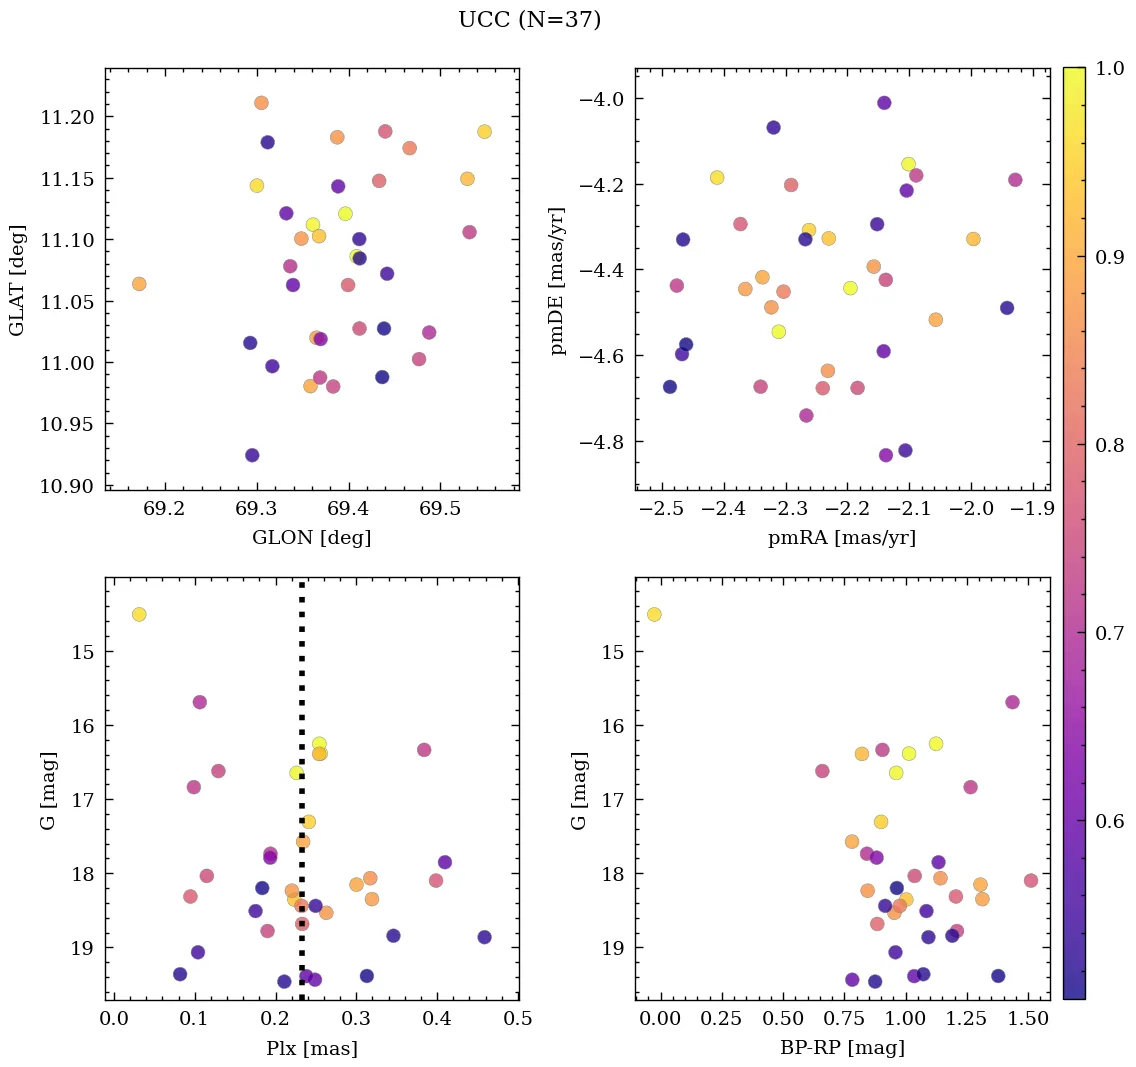 UCC (N=37)
11.20
11.15
11.10
11.05
11.00
10.95
10.90
GLAT [deg]
69.2 69.3 69.4 69.5
GLON [deg]
−4.0
−4.2
−4.4
−4.6
−4.8
pmDE [mas/yr]
−2.5 −2.4 −2.3 −2.2 −2.1 −2.0 −1.9
pmRA [mas/yr]
1.0
0.9
0.8
0.7
0.6
15
16
17
18
19
G [mag]
0.0 0.1 0.2 0.3 0.4 0.5
Plx [mas]
15
16
17
18
19
G [mag]
0.00 0.25 0.50 0.75 1.00 1.25 1.50
BP-RP [mag]